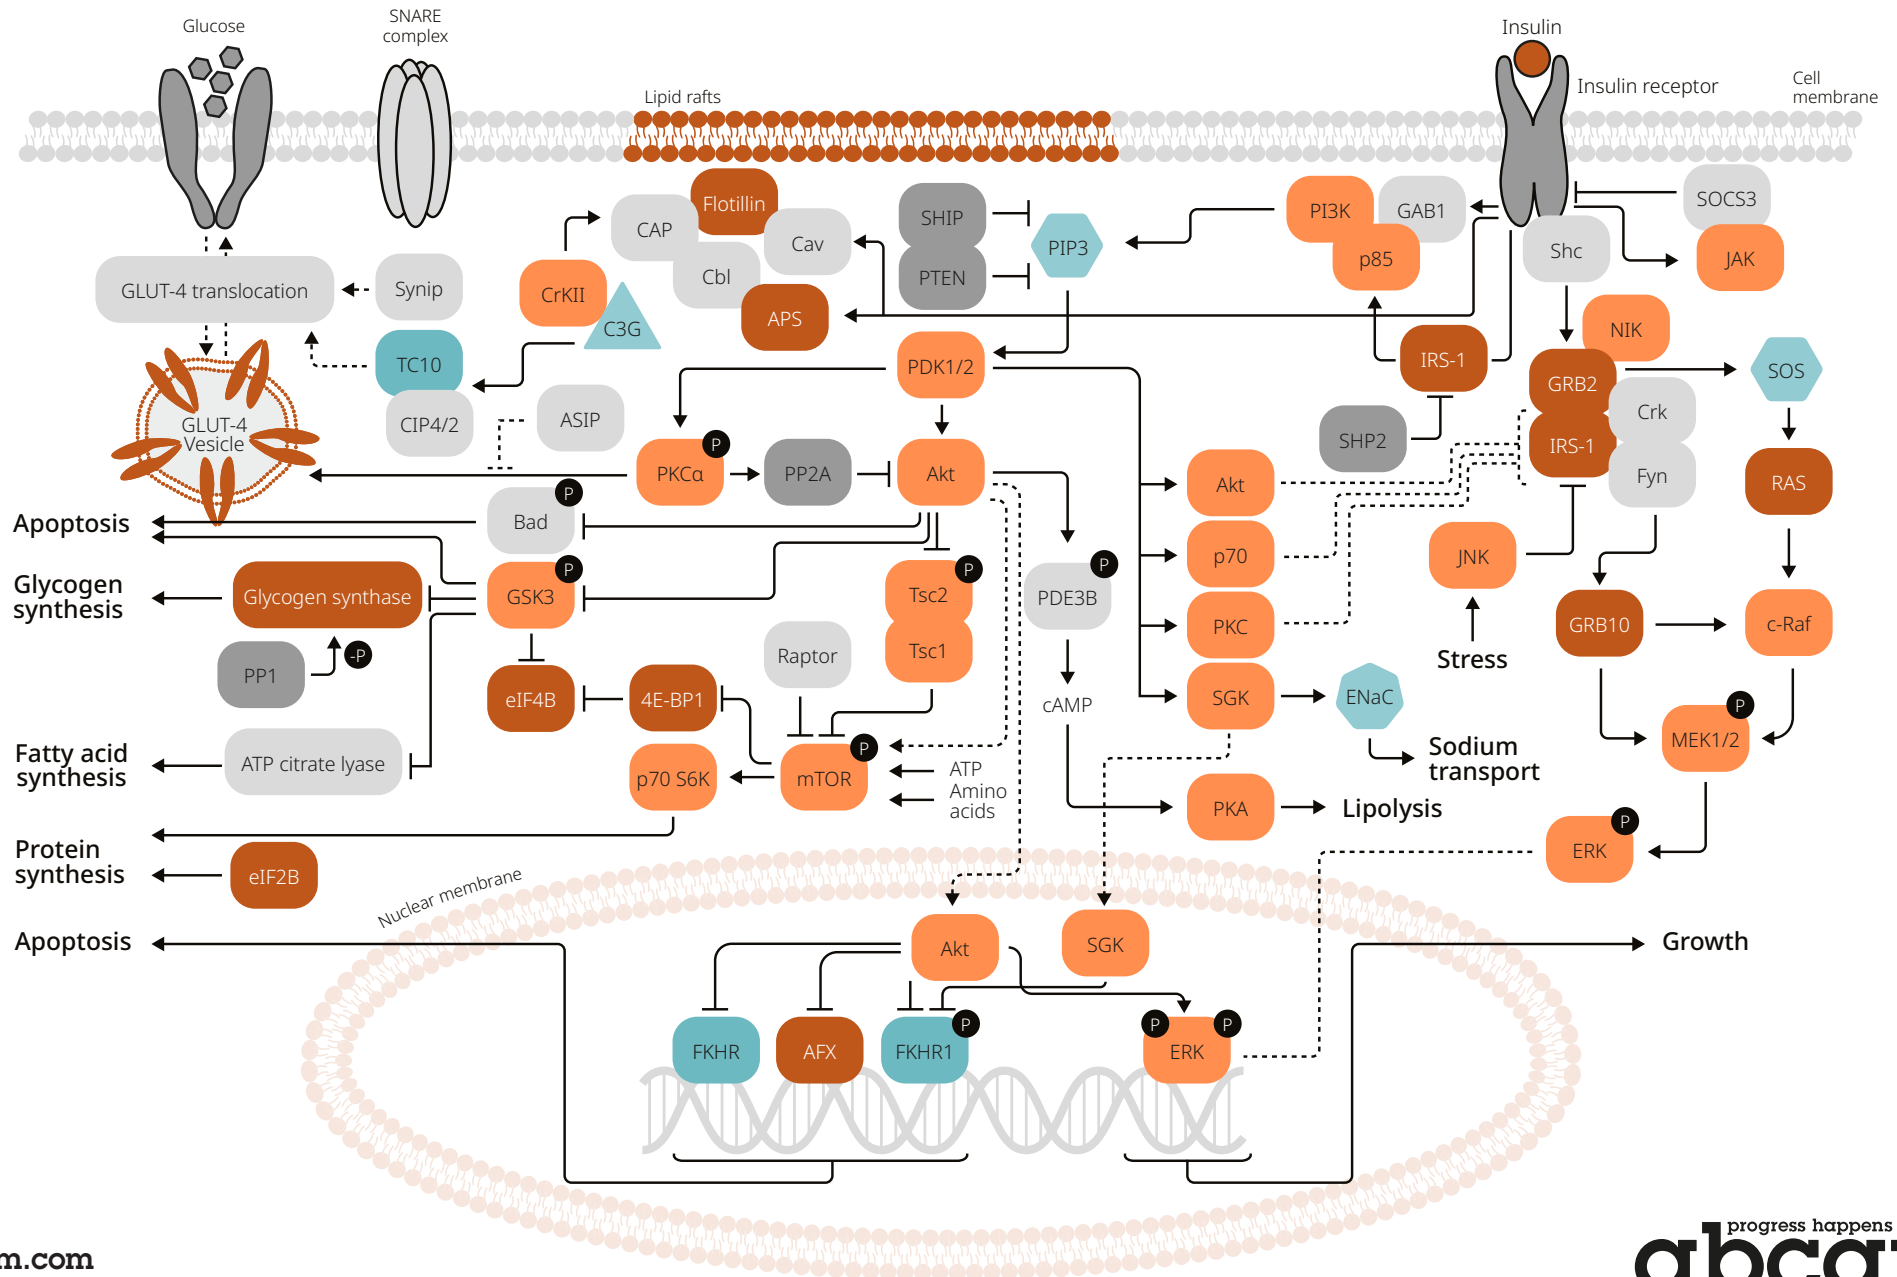 Glucose
SNARE
complex
Insulin
Insulin receptor
Cell
membrane
Lipid rafts
Flotillin
CAP
Cav
Cbl
APS
SHIP
PTEN
PIP3
PI3K
GAB1
p85
Shc
SOCS3
JAK
GLUT-4 translocation
Synip
CrKII
C3G
TC10
CIP4/2
ASIP
GLUT-4
Vesicle
PDK1/2
IRS-1
NIK
GRB2
SOS
Crk
IRS-1
Fyn
SHP2
RAS
PKCα
P
PP2A
Akt
Akt
Apoptosis
Bad
P
p70
JNK
Glycogen
synthesis
Glycogen synthase
GSK3
P
Tsc2
P
Tsc1
PDE3B
P
PKC
Stress
GRB10
c-Raf
PP1
-P
Raptor
eIF4B
4E-BP1
cAMP
SGK
ENaC
Sodium
transport
MEK1/2
P
Fatty acid
synthesis
ATP citrate lyase
p70 S6K
mTOR
P
ATP
Amino
acids
PKA
Lipolysis
ERK
P
Protein
synthesis
eIF2B
Nuclear membrane
Apoptosis
Akt
SGK
Growth
FKHR
AFX
FKHR1
P
P
ERK
P
m.com
progress happens
abca